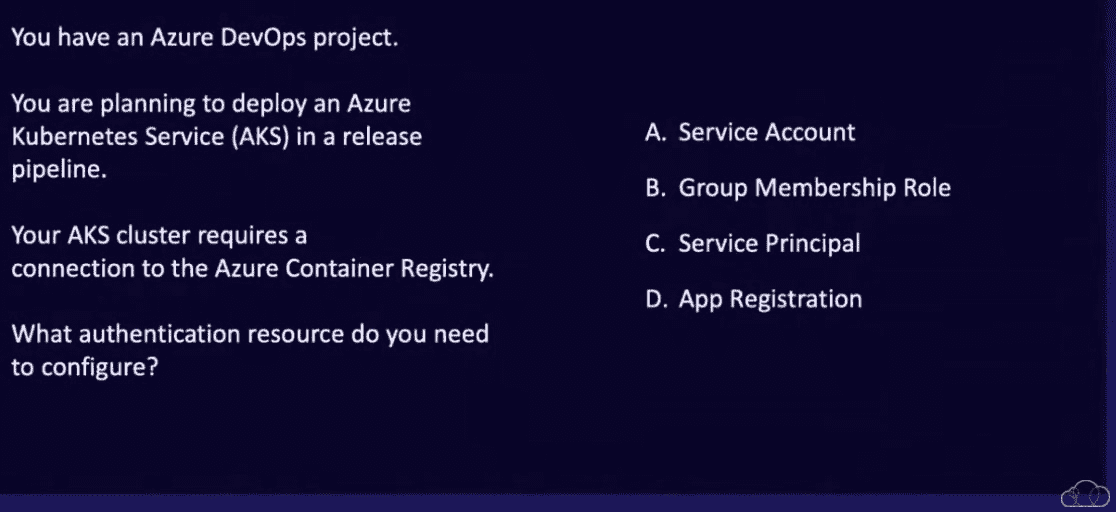 You have an Azure DevOps project.
You are planning to deploy an Azure
Kubernetes Service (AKS) in a release
pipeline.
Your AKS cluster requires a
connection to the Azure Container Registry.
What authentication resource do you need
to configure?
A. Service Account
B. Group Membership Role
C. Service Principal
D. App Registration